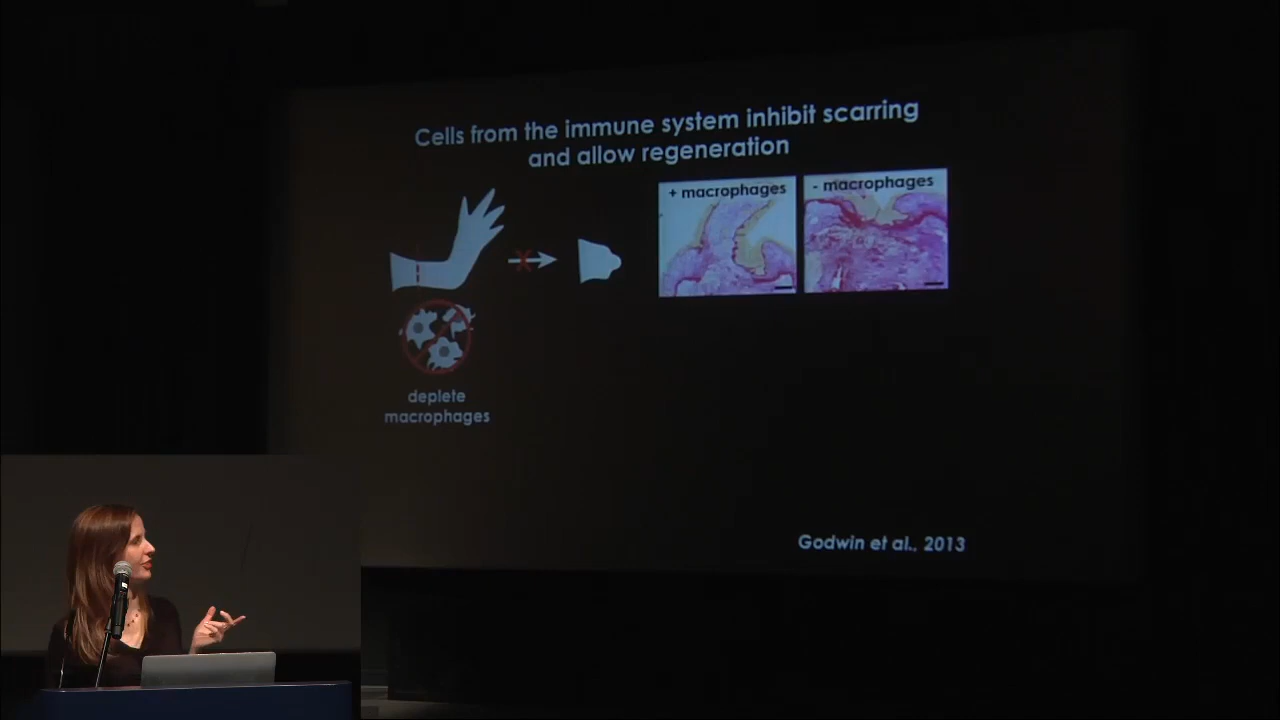 Cells from the immune system inhibit scarring
and allow regeneration
+ macrophages
- macrophages
deplete
macrophages
Godwin et al., 2013